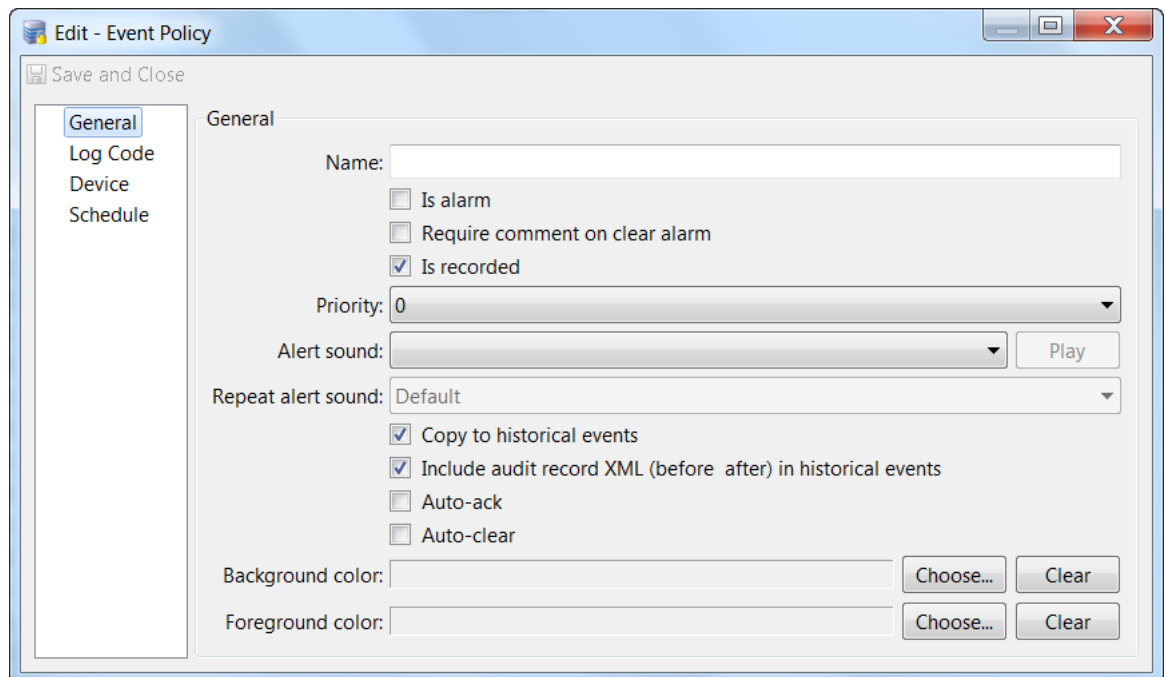 Edit - Event Policy
Save and Close
General
Log Code
Device
Schedule
General
Name:
Is alarm
Require comment on clear alarm
Is recorded
Priority: 0
Alert sound: Play
Repeat alert sound: Default
Copy to historical events
Include audit record XML (before after) in historical events
Auto-ack
Auto-clear
Background color: Choose... Clear
Foreground color: Choose... Clear